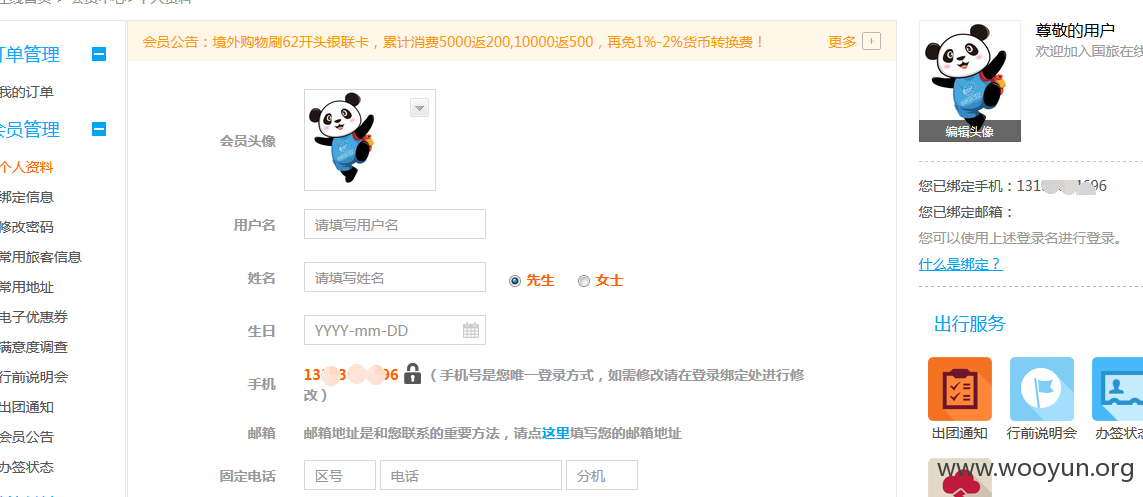 会员中心> 个人资料
订单管理
我的订单
会员管理
个人资料
绑定信息
修改密码
常用旅客信息
常用地址
电子优惠券
满意度调查
行前说明会
出团通知
会员公告
办签状态
会员公告：境外购物刷62开头银联卡，累计消费5000返200,10000返500，再免1%-2%货币转换费！ 更多 +
会员头像
用户名 请填写用户名
姓名 请填写姓名 先生 女士
生日 YYYY-mm-DD
手机 13 3 96 （手机号是您唯一登录方式，如需修改请在登录绑定处进行修
改）
邮箱 邮箱地址是和您联系的重要方法，请点这里填写您的邮箱地址
固定电话 区号 电话 分机
尊敬的用户
欢迎加入国旅在线
编辑头像
您已绑定手机：131 696
您已绑定邮箱：
您可以使用上述登录名进行登录。
什么是绑定？
出行服务
出团通知 行前说明会 办签状态
www.wooyun.org